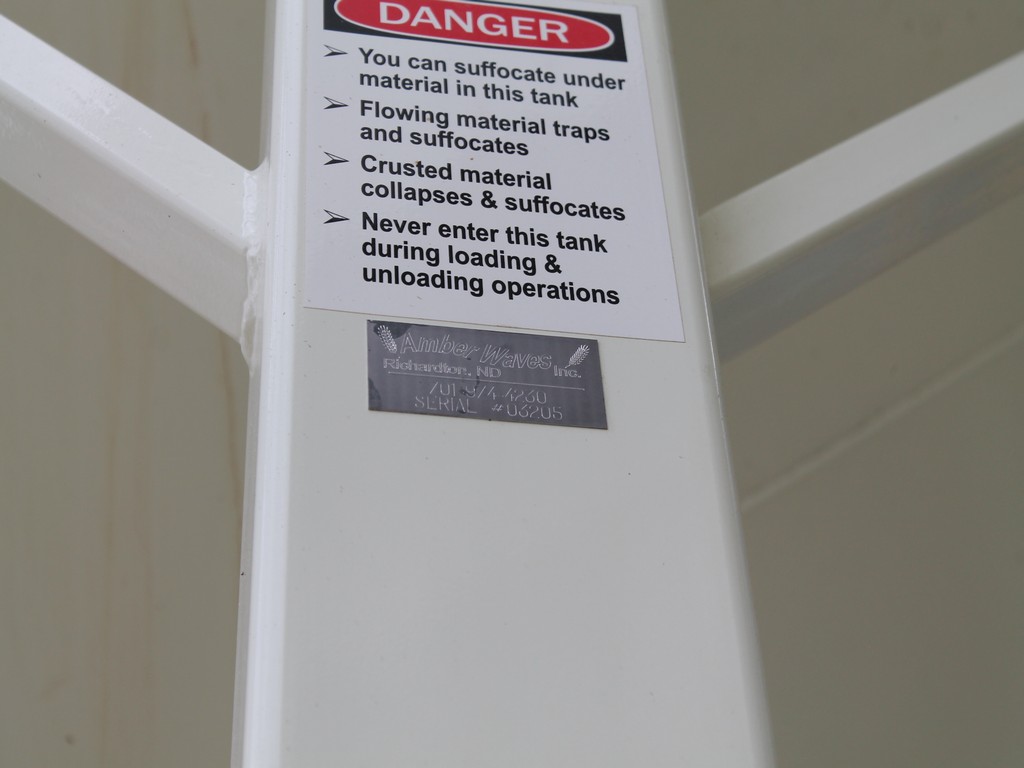 DANGER
➢ You can suffocate under
material in this tank
➢ Flowing material traps
and suffocates
➢ Crusted material
collapses & suffocates
➢ Never enter this tank
during loading &
unloading operations
Amber Waves Inc.
Richardton, ND
SERIAL #03205